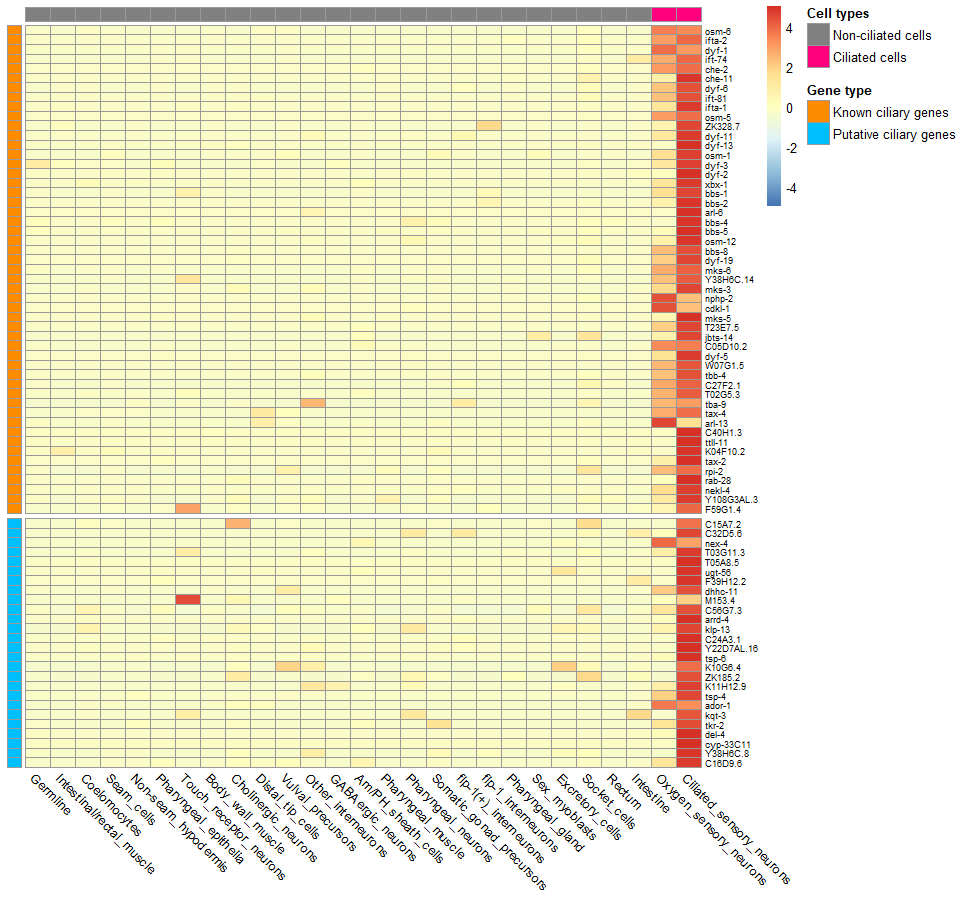 Cell types
Non-ciliated cells
Ciliated cells
Gene type
Known ciliary genes
Putative ciliary genes
4
2
0
-2
-4
osm-6
ifta-2
dyf-1
ift-74
che-2
che-11
dyf-6
ift-81
ifta-1
osm-5
ZK328.7
dyf-11
dyf-13
osm-1
dyf-3
dyf-2
xbx-1
bbs-1
bbs-2
arl-6
bbs-4
bbs-5
osm-12
bbs-8
dyf-19
mks-6
Y38H6C.14
mks-3
nphp-2
cdkl-1
mks-5
T23E7.5
jbts-14
C05D10.2
dyf-5
W07G1.5
tbb-4
C27F2.1
T02G5.3
tba-9
tax-4
arl-13
C40H1.3
ttll-11
K04F10.2
tax-2
rpi-2
rab-28
nekl-4
Y108G3AL.3
F59G1.4
C15A7.2
C32D5.6
nex-4
T03G11.3
T05A8.5
ugt-56
F39H12.2
dhhc-11
M153.4
C56G7.3
arrd-4
klp-13
C24A3.1
Y22D7AL.16
tsp-6
K10G6.4
ZK185.2
K11H12.9
tsp-4
ador-1
kqt-3
tkr-2
del-4
cyp-33C11
Y38H6C.8
C16D9.6
Germline
Intestinal/rectal_muscle
Coelomocytes
Seam_cells
Non-seam_hypodermis
Pharyngeal_epithelia
Touch_receptor_neurons
Body_wall_muscle
Cholinergic_neurons
Distal_tip_cells
Vulval_precursors
Other_interneurons
GABAergic_neurons
Am/PH_sheath_cells
Pharyngeal_muscle
Pharyngeal_neurons
Somatic_gonad_precursors
flp-1(+)_interneurons
flp-1_Interneurons
Pharyngeal_gland
Sex_myoblasts
Excretory_cells
Socket_cells
Rectum
Intestine
Oxygen_sensory_neurons
Ciliated_sensory_neurons